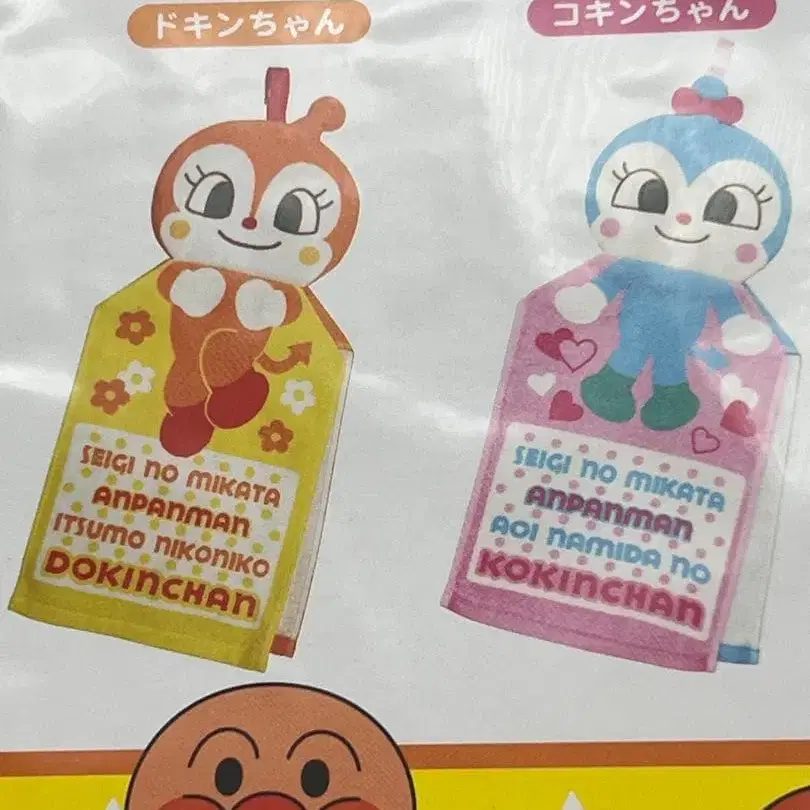 ドキンちゃん
コキンちゃん
SEIGI NO MIKATA
ANPANMAN
ITSUMO NIKONIKO
DOKINCHAN
SEIGI NO MIKATA
ANPANMAN
AOI NAMIDA NO
KOKINCHAN